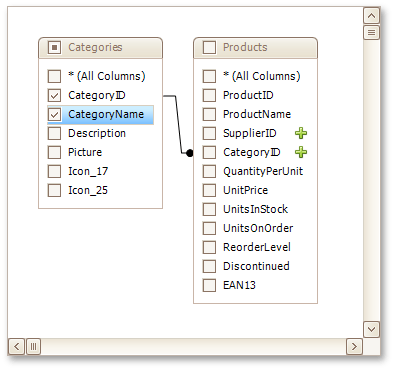 Categories
* (All Columns)
CategoryID
CategoryName
Description
Picture
Icon_17
Icon_25
Products
* (All Columns)
ProductID
ProductName
SupplierID
CategoryID
QuantityPerUnit
UnitPrice
UnitsInStock
UnitsOnOrder
ReorderLevel
Discontinued
EAN13